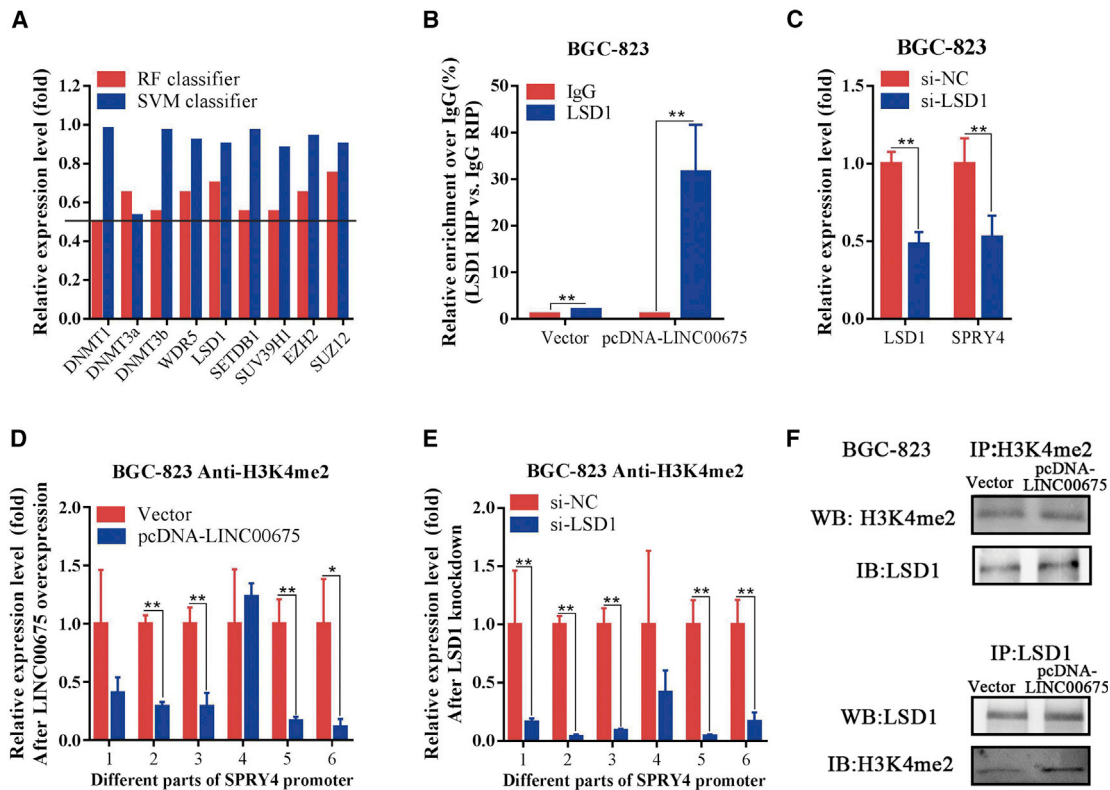 A
Relative expression level (fold)
RF classifier
SVM classifier
1.2
1.0
0.8
0.6
0.4
0.2
0.0
DNMT1
DNMT3a
DNMT3b
WDR5
LSD1
SETDB1
SUV39H1
EZH2
SUZ12
B
BGC-823
Relative enrichment over IgG(%)
(LSD1 RIP vs. IgG RIP)
IgG
LSD1
50
40
30
20
10
0
**
**
Vector
pcDNA-LINC00675
C
BGC-823
Relative expression level (fold)
si-NC
si-LSD1
1.5
1.0
0.5
0.0
**
**
LSD1
SPRY4
D
BGC-823 Anti-H3K4me2
Relative expression level (fold)
After LINC00675 overexpression
Vector
pcDNA-LINC00675
2.0
1.5
1.0
0.5
0.0
**
**
**
*
1 2 3 4 5 6
Different parts of SPRY4 promoter
E
BGC-823 Anti-H3K4me2
Relative expression level (fold)
After LSD1 knockdown
si-NC
si-LSD1
2.0
1.5
1.0
0.5
0.0
**
**
**
**
**
1 2 3 4 5 6
Different parts of SPRY4 promoter
F
BGC-823
IP:H3K4me2
Vector
pcDNA-
LINC00675
WB: H3K4me2
IB:LSD1
IP:LSD1
Vector
pcDNA-
LINC00675
WB:LSD1
IB:H3K4me2